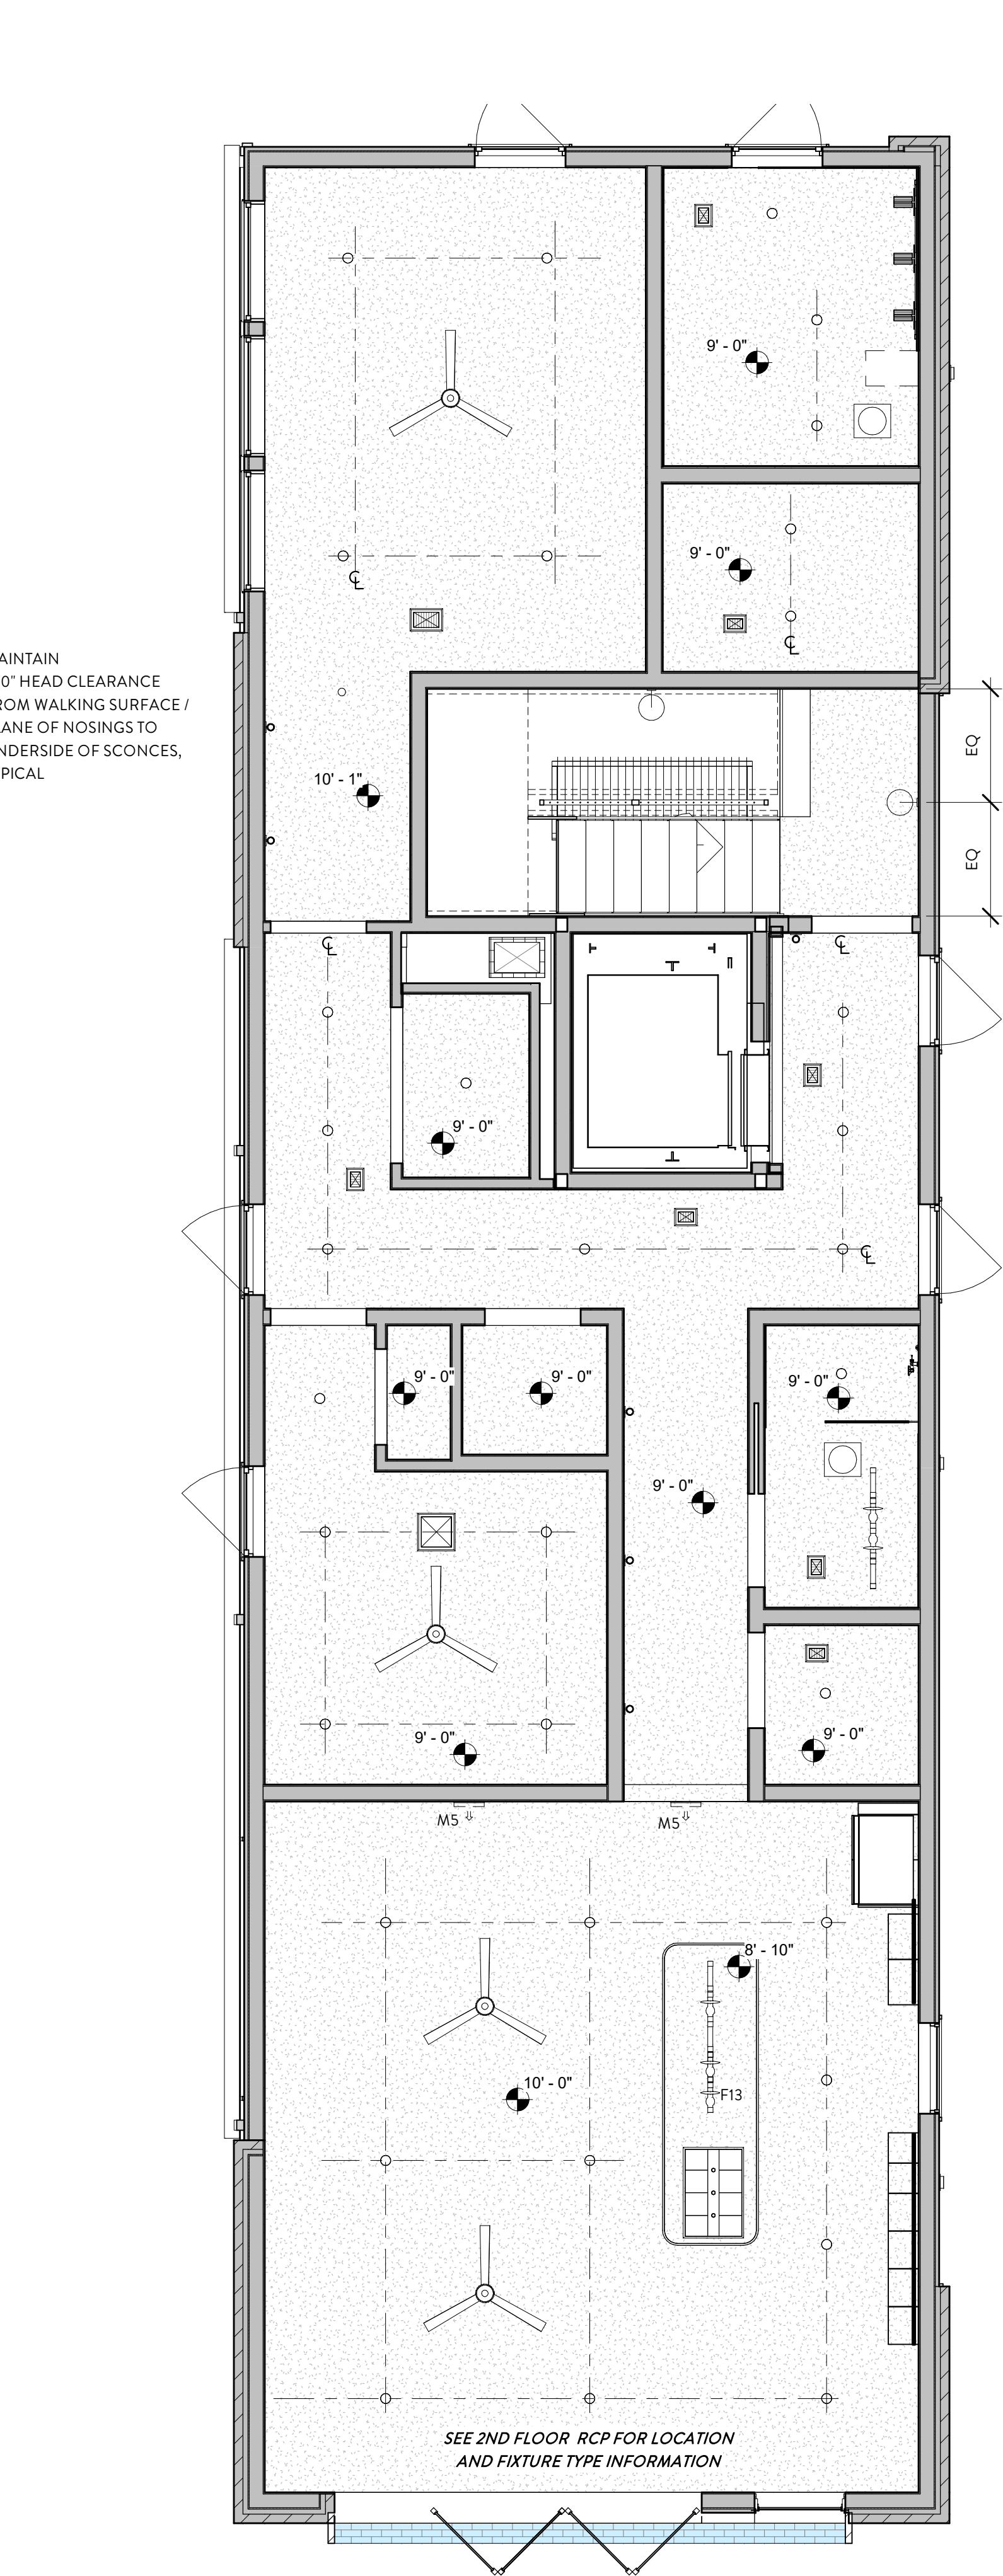 9' - 0"
9' - 0"
AINTAIN
0" HEAD CLEARANCE
ROM WALKING SURFACE /
LANE OF NOSINGS TO
NDERSIDE OF SCONCES,
PICAL
℄
℄
EQ
10' - 1"
EQ
℄
℄
9' - 0"
℄
9' - 0"
9' - 0"
9' - 0"
9' - 0"
9' - 0"
9' - 0"
M5
M5
8' - 10"
10' - 0"
F13
SEE 2ND FLOOR RCP FOR LOCATION
AND FIXTURE TYPE INFORMATION